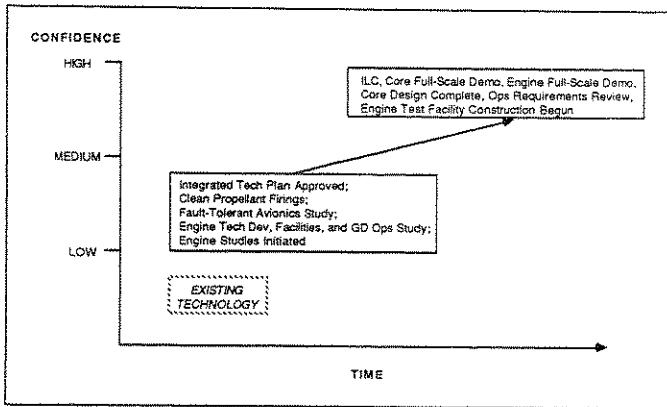 CONFIDENCE
HIGH
ILC, Core Full-Scale Demo, Engine Full-Scale Demo,
Core Design Complete, Ops Requirements Review,
Engine Test Facility Construction Begun
MEDIUM
Integrated Tech Plan Approved;
Clean Propellant Firings;
Fault-Tolerant Avionics Study;
Engine Tech Dev, Facilities, and GD Ops Study;
Engine Studies Initiated
LOW
EXISTING
TECHNOLOGY
TIME